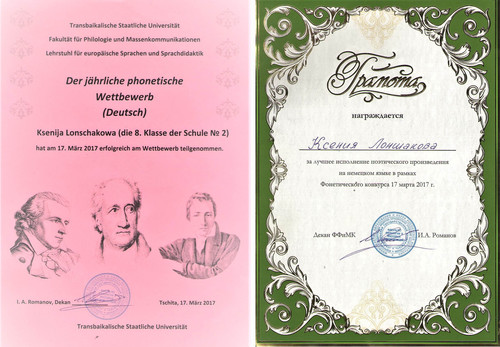 Transbaikalische Staatliche Universität
Fakultät für Philologie und Massenkommunikationen
Lehrstuhl für europäische Sprachen und Sprachdidaktik
Der jährliche phonetische
Wettbewerb
(Deutsch)
Ksenija Lonschakowa (die 8. Klasse der Schule № 2)
hat am 17. März 2017 erfolgreich am Wettbewerb teilgenommen.
I. A. Romanov, Dekan
Tschita, 17. März 2017
Transbaikalische Staatliche Universität
Грамота
награждается
Ксения Лоншакова
за лучшее исполнение поэтического произведения
на немецком языке в рамках
Фонетического конкурса 17 марта 2017 г.
Декан ФФиМК
И.А. Романов